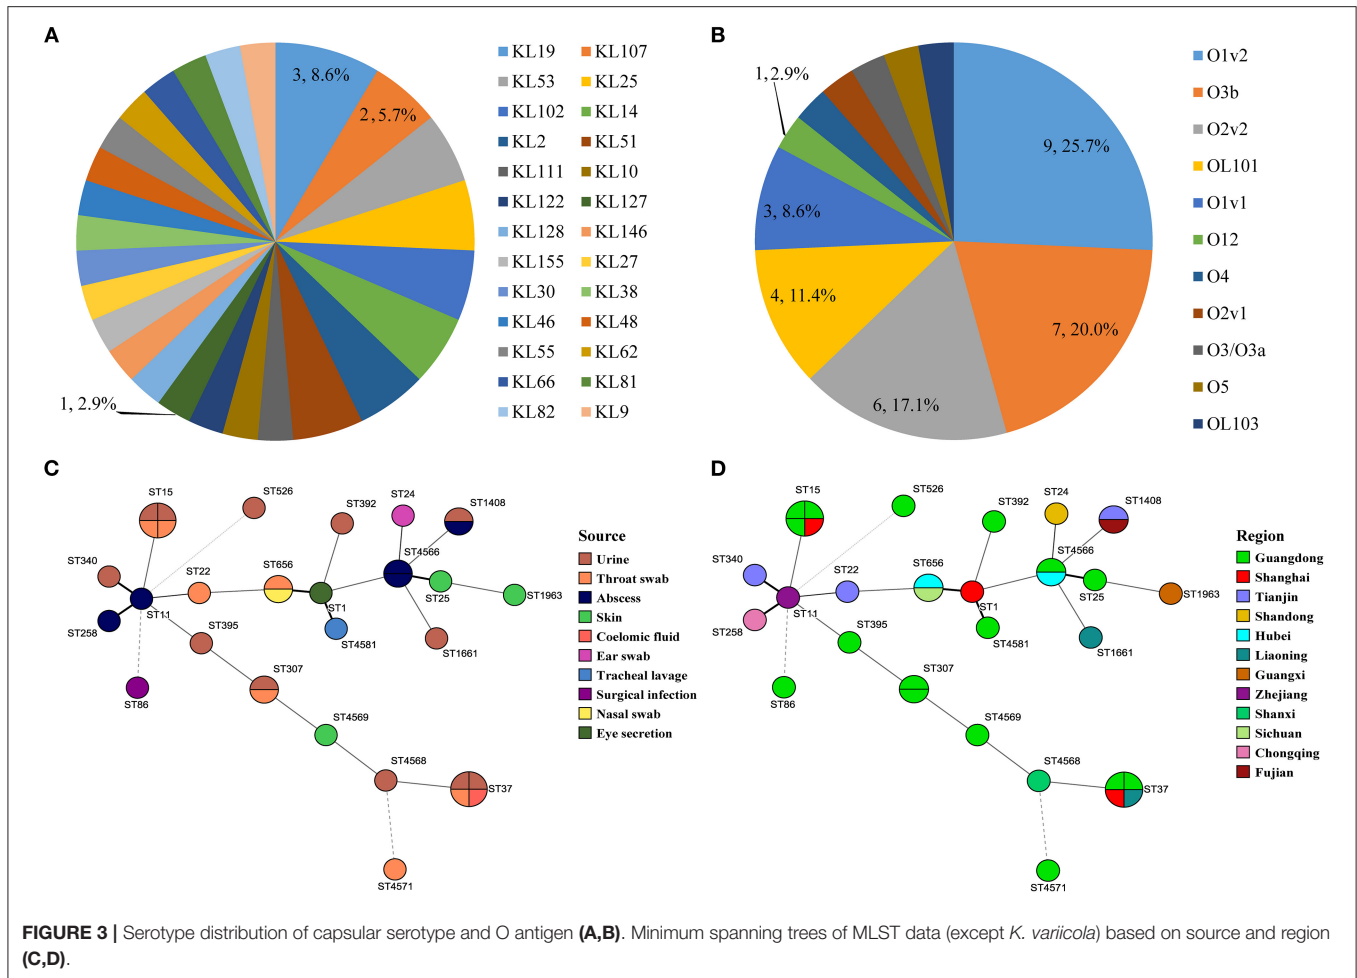 A
3, 8.6%
2, 5.7%
1, 2.9%
KL19 KL107
KL53 KL25
KL102 KL14
KL2 KL51
KL111 KL10
KL122 KL127
KL128 KL146
KL155 KL27
KL30 KL38
KL46 KL48
KL55 KL62
KL66 KL81
KL82 KL9
B
1, 2.9%
9, 25.7%
3, 8.6%
4, 11.4%
7, 20.0%
6, 17.1%
O1v2
O3b
O2v2
OL101
O1v1
O12
O4
O2v1
O3/O3a
O5
OL103
C
ST15
ST526
ST392
ST24
ST1408
ST340
ST22
ST656
ST4566
ST11
ST1
ST25
ST1963
ST258
ST395
ST4581
ST1661
ST86
ST307
ST4569
ST4568
ST37
ST4571
Source
Urine
Throat swab
Abscess
Skin
Coelomic fluid
Ear swab
Tracheal lavage
Surgical infection
Nasal swab
Eye secretion
D
ST15
ST526
ST392
ST24
ST1408
ST340
ST22
ST656
ST4566
ST11
ST1
ST25
ST1963
ST258
ST395
ST4581
ST1661
ST86
ST307
ST4569
ST4568
ST37
ST4571
Region
Guangdong
Shanghai
Tianjin
Shandong
Hubei
Liaoning
Guangxi
Zhejiang
Shanxi
Sichuan
Chongqing
Fujian
FIGURE 3 | Serotype distribution of capsular serotype and O antigen (A,B). Minimum spanning trees of MLST data (except K. variicola) based on source and region
(C,D).